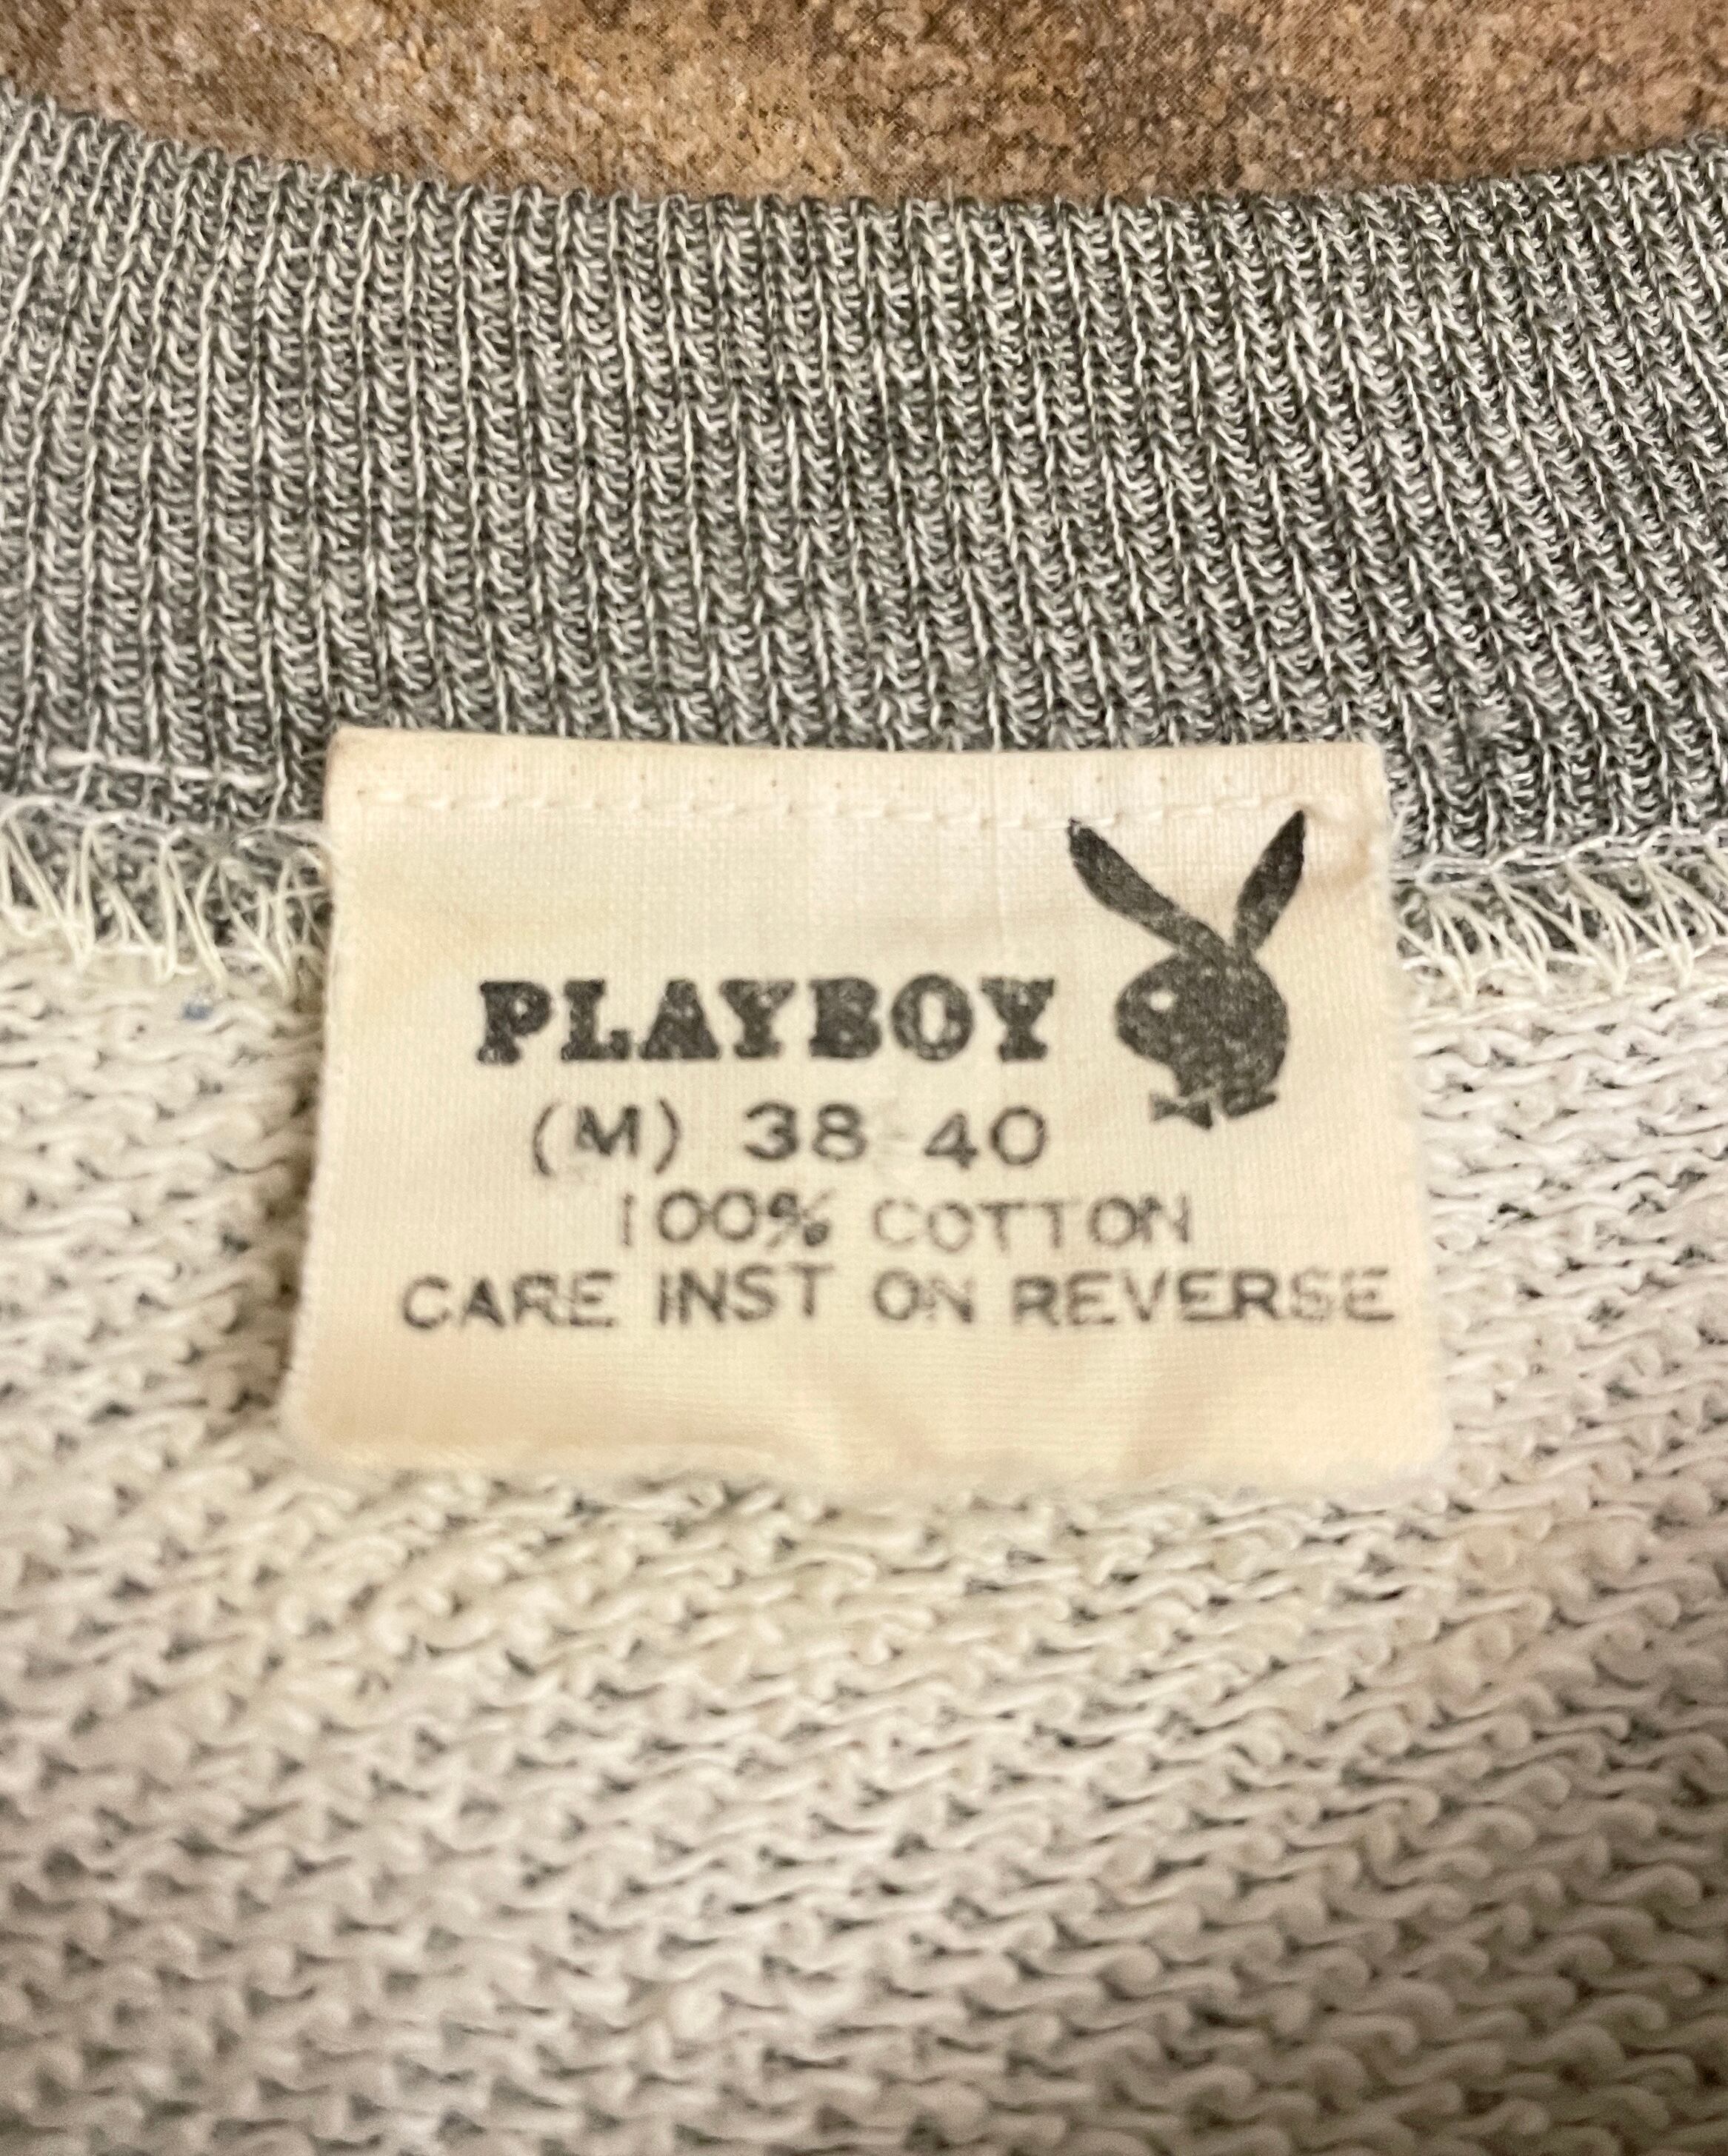 PLAYBOY
(M) 38 40
100% COTTON
CARE INST ON REVERSE